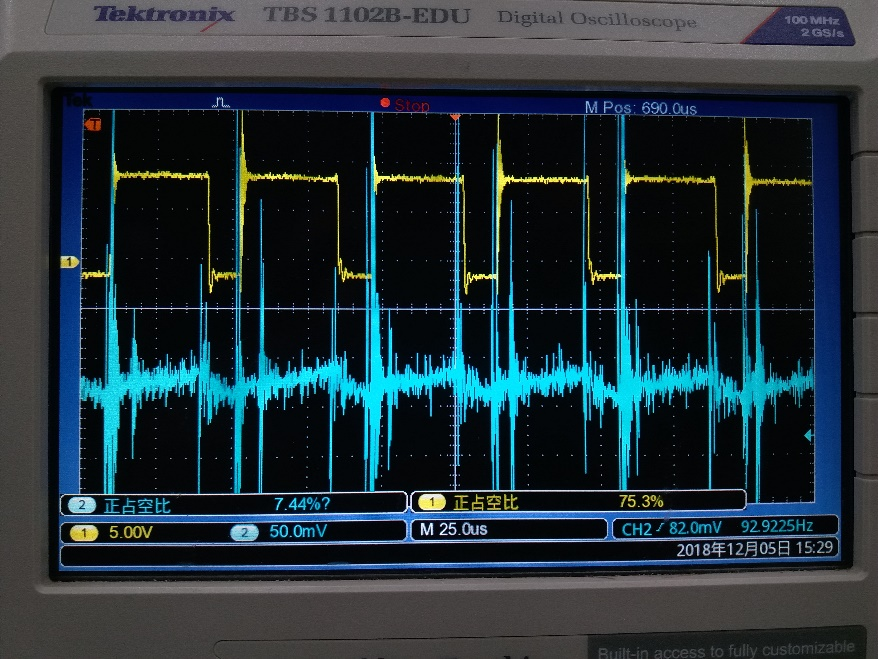 Tektronix TBS 1102B-EDU Digital Oscilloscope 100 MHz
2 GS/s
Tek Stop M Pos: 690.0us
T
1
2 正占空比 7.44%? 1 正占空比 75.3%
1 5.00V 2 50.0mV M 25.0us CH2 82.0mV 92.9225Hz
2018年12月05日 15:29
Built-in access to fully customizable